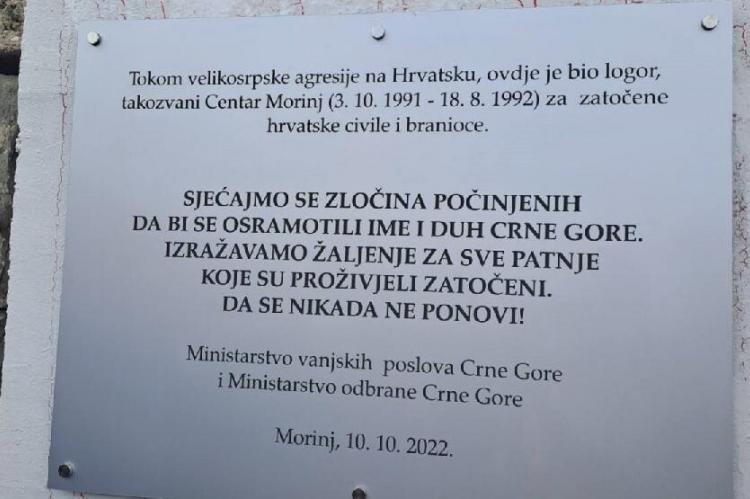 Tokom velikosrpske agresije na Hrvatsku, ovdje je bio logor,
takozvani Centar Morinj (3. 10. 1991 - 18. 8. 1992) za zatočene
hrvatske civile i branioce.
SJEĆAJMO SE ZLOČINA POČINJENIH
DA BI SE OSRAMOTILI IME I DUH CRNE GORE.
IZRAŽAVAMO ŽALJENJE ZA SVE PATNJE
KOJE SU PROŽIVJELI ZATOČENI.
DA SE NIKADA NE PONOVI!
Ministarstvo vanjskih poslova Crne Gore
i Ministarstvo odbrane Crne Gore
Morinj, 10. 10. 2022.